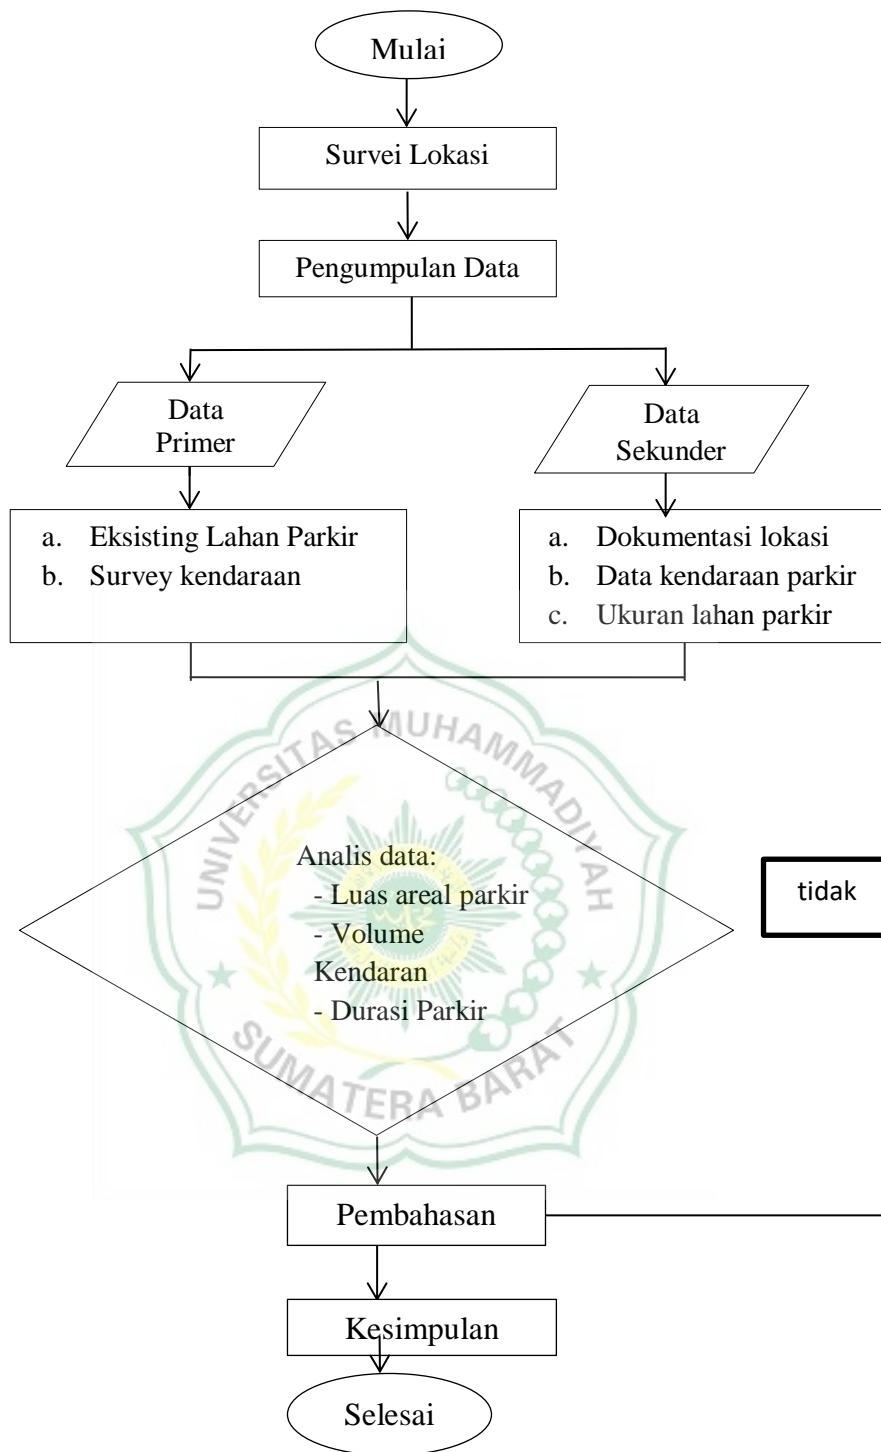 Mulai
Survei Lokasi
Pengumpulan Data
Data
Primer
Data
Sekunder
a. Eksisting Lahan Parkir
b. Survey kendaraan
a. Dokumentasi lokasi
b. Data kendaraan parkir
c. Ukuran lahan parkir
UNIVERSITAS MUHAMMADIYAH
SUMATERA BARAT
Analis data:
- Luas areal parkir
- Volume
Kendaran
- Durasi Parkir
tidak
Pembahasan
Kesimpulan
Selesai